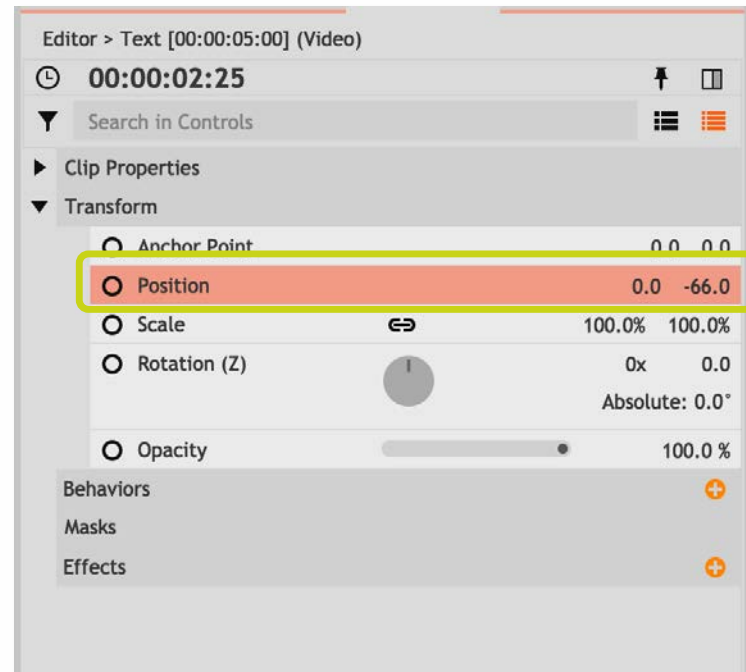 Editor > Text [00:00:05:00] (Video)
00:00:02:25
Search in Controls
Clip Properties
Transform
Anchor Point 0.0 0.0
Position 0.0 -66.0
Scale 100.0% 100.0%
Rotation (Z) 0x 0.0
Absolute: 0.0°
Opacity 100.0 %
Behaviors
Masks
Effects